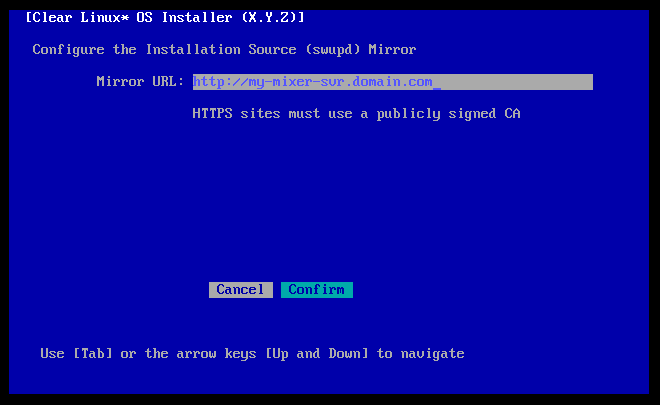 [Clear Linux* OS Installer (X.Y.Z)]
Configure the Installation Source (swupd) Mirror
Mirror URL: http://my-mixer-svr.domain.com_
HTTPS sites must use a publicly signed CA
Cancel Confirm
Use [Tab] or the arrow keys [Up and Down] to navigate